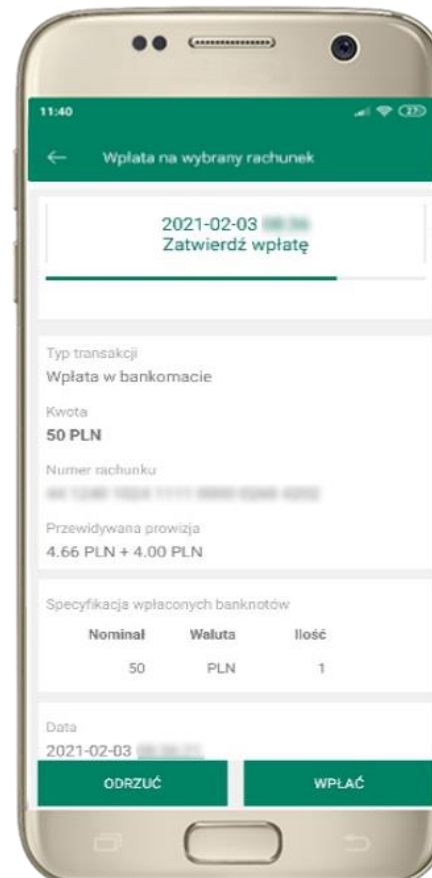 11:40
Wpłata na wybrany rachunek
2021-02-03
Zatwierdź wpłatę
Typ transakcji
Wpłata w bankomacie
Kwota
50 PLN
Numer rachunku
Przewidywana prowizja
4.66 PLN + 4.00 PLN
Specyfikacja wpłaconych banknotów
Nominał Waluta Ilość
50 PLN 1
Data
2021-02-03
ODRZUĆ WPŁAĆ